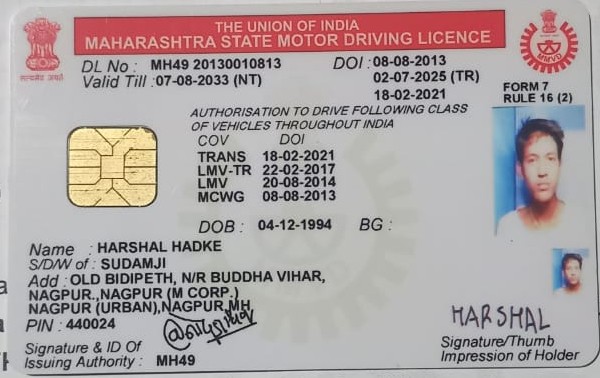 THE UNION OF INDIA
MAHARASHTRA STATE MOTOR DRIVING LICENCE
सत्यमेव जयते
MMVD
DL No : MH49 20130010813 DOI : 08-08-2013
Valid Till : 07-08-2033 (NT) 02-07-2025 (TR)
18-02-2021
FORM 7
RULE 16 (2)
AUTHORISATION TO DRIVE FOLLOWING CLASS
OF VEHICLES THROUGHOUT INDIA
COV DOI
TRANS 18-02-2021
LMV-TR 22-02-2017
LMV 20-08-2014
MCWG 08-08-2013
DOB : 04-12-1994 BG :
Name : HARSHAL HADKE
S/D/W of : SUDAMJI
Add : OLD BIDIPETH, N/R BUDDHA VIHAR,
NAGPUR.,NAGPUR (M CORP.)
NAGPUR (URBAN),NAGPUR,MH
PIN : 440024
Signature & ID Of
Issuing Authority : MH49
HARSHAL
Signature/Thumb
Impression of Holder